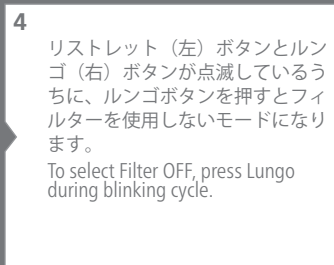 4
リストレット（左）ボタンとルン
ゴ（右）ボタンが点滅しているう
ちに、ルンゴボタンを押すとフィ
ルターを使用しないモードになり
ます。
To select Filter OFF, press Lungo
during blinking cycle.